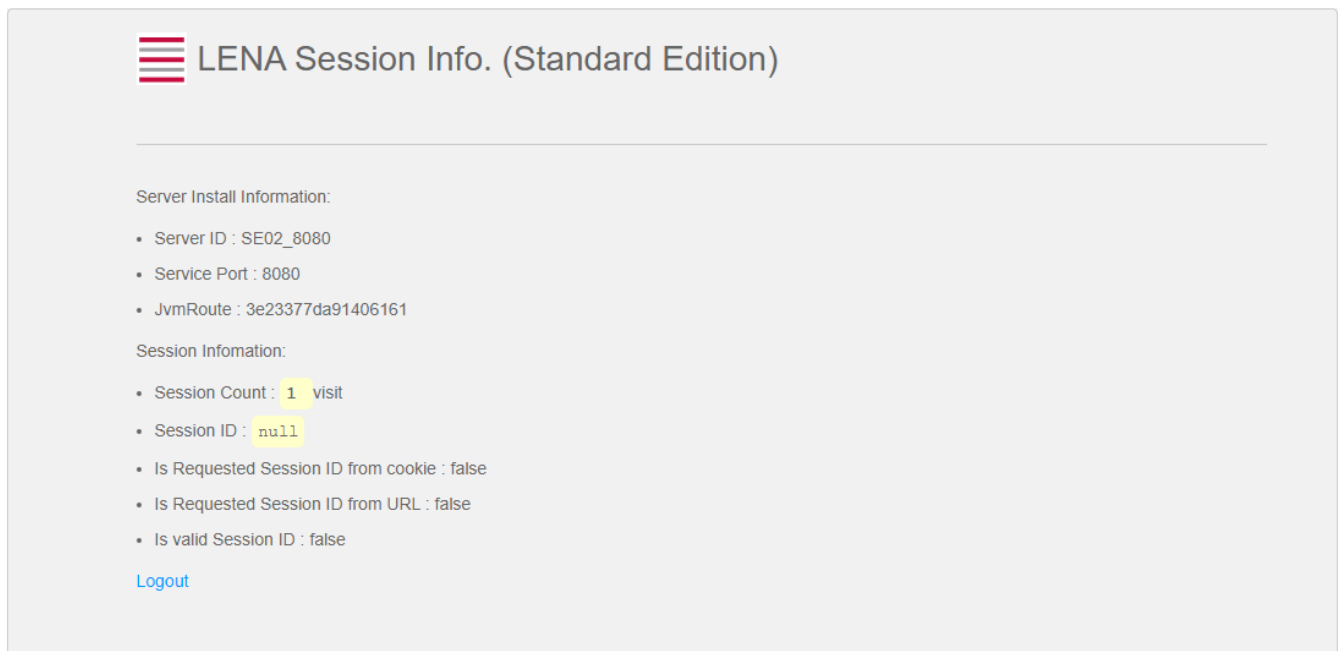 LENA Session Info. (Standard Edition)
Server Install Information:
• Server ID : SE02_8080
• Service Port : 8080
• JvmRoute : 3e23377da91406161
Session Infomation:
• Session Count : 1 visit
• Session ID : null
• Is Requested Session ID from cookie : false
• Is Requested Session ID from URL : false
• Is valid Session ID : false
Logout